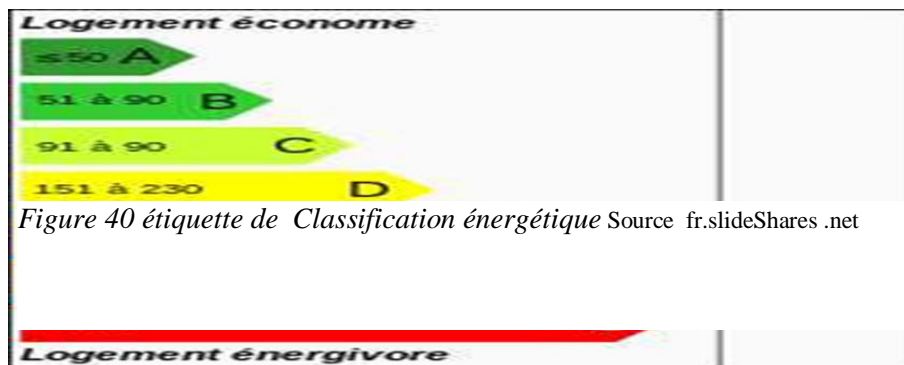 Logement économe
≤50 A
51 à 90 B
91 à 90 C
151 à 230 D
Figure 40 étiquette de Classification énergétique Source fr.slideShares .net
Logement énergivore